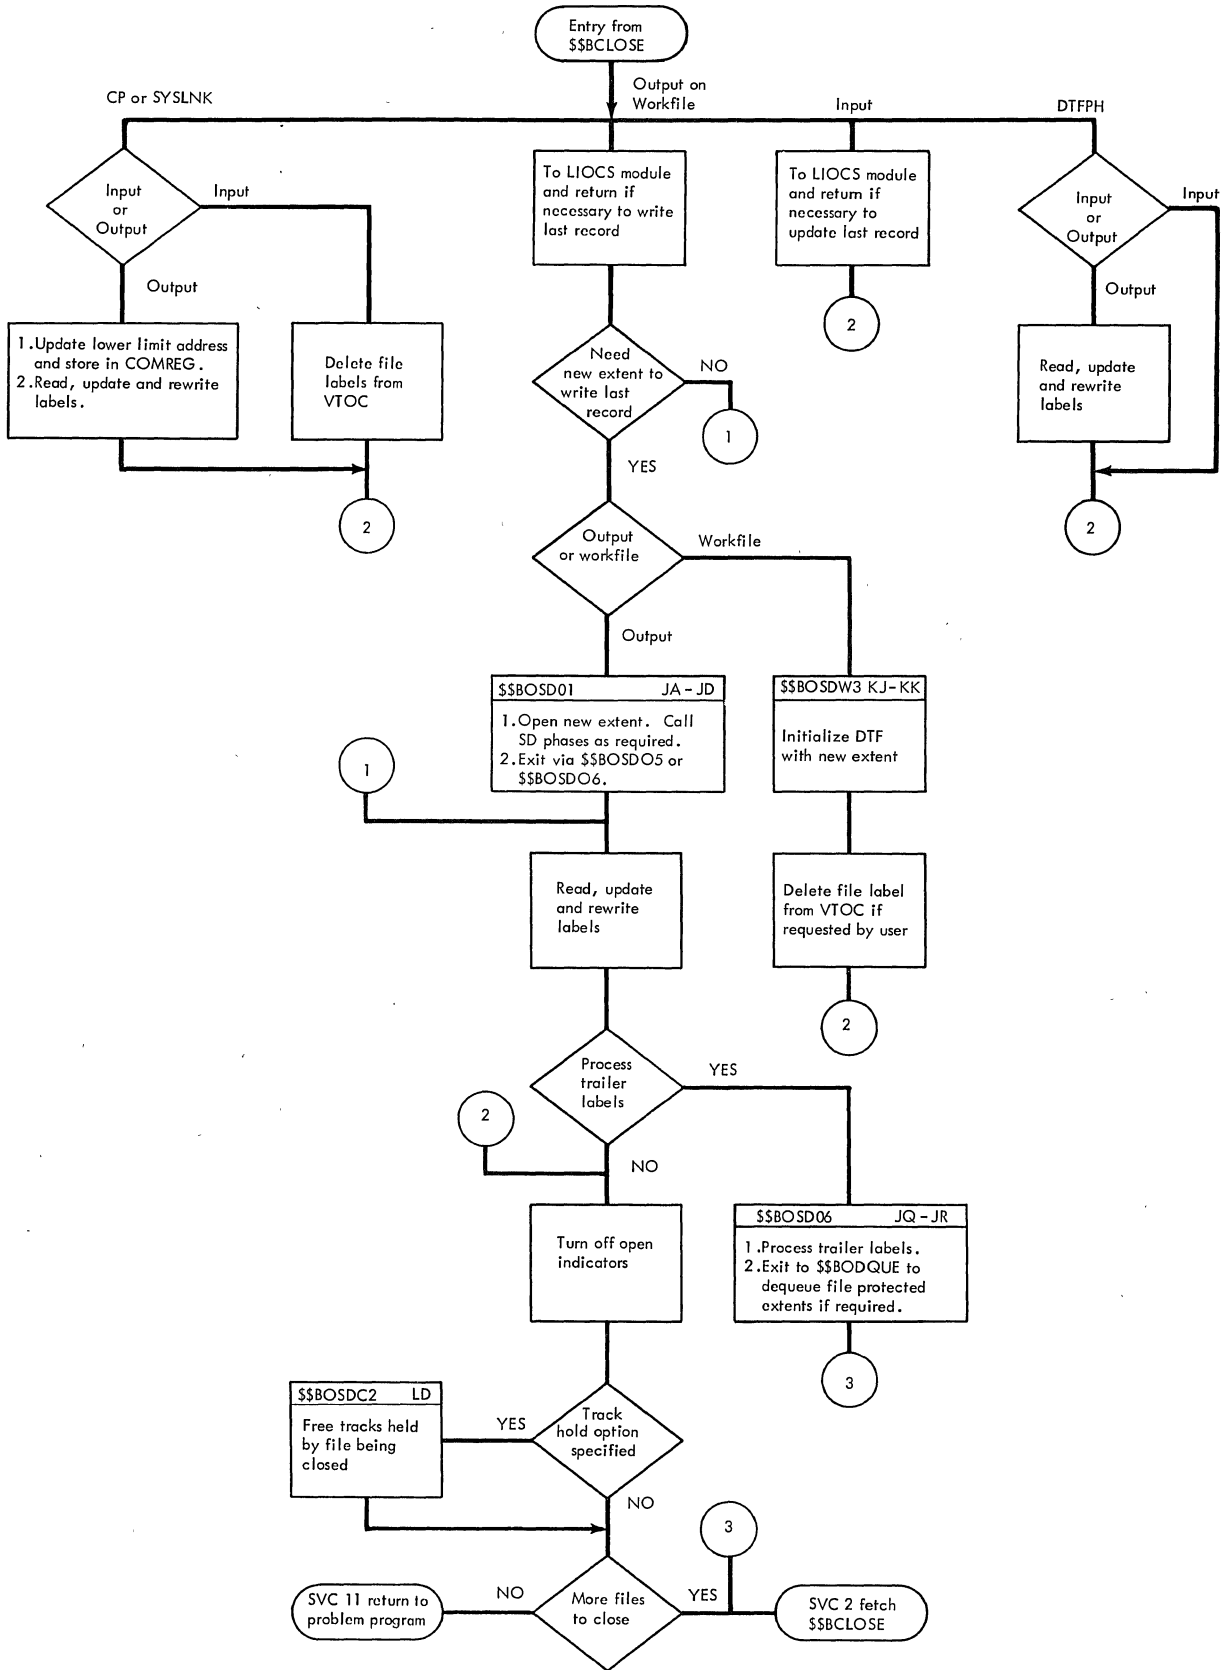 Entry from
$$BCLOSE
Output on
Workfile
CP or SYSLNK
Input
DTFPH
Input
or
Output
Input
To LIOCS module
and return if
necessary to write
last record
To LIOCS module
and return if
necessary to
update last record
Input
or
Output
Input
Output
Output
1.Update lower limit address
and store in COMREG.
2.Read, update and rewrite
labels.
Delete file
labels from
VTOC
2
Need
new extent to
write last
record
NO
1
Read, update
and rewrite
labels
YES
2
2
Output
or workfile
Workfile
Output
$$BOSD01 JA - JD
1.Open new extent. Call
SD phases as required.
2.Exit via $$BOSDO5 or
$$BOSDO6.
$$BOSDW3 KJ-KK
Initialize DTF
with new extent
1
Read, update
and rewrite
labels
Delete file label
from VTOC if
requested by user
2
Process
trailer
labels
YES
2
NO
Turn off open
indicators
$$BOSD06 JQ - JR
1.Process trailer labels.
2.Exit to $$BODQUE to
dequeue file protected
extents if required.
3
$$BOSDC2 LD
Free tracks held
by file being
closed
YES
Track
hold option
specified
NO
3
SVC 11 return to
problem program
NO
More files
to close
YES
SVC 2 fetch
$$BCLOSE